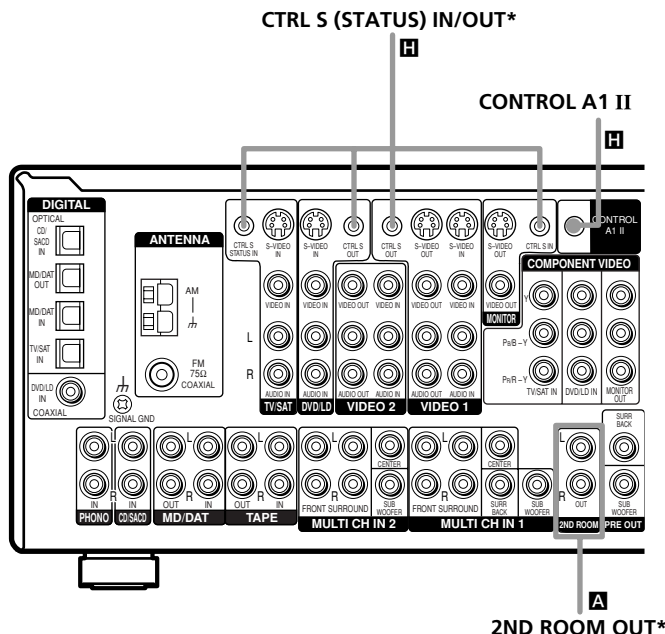 CTRL S (STATUS) IN/OUT*
H
CONTROL A1 II
H
DIGITAL
OPTICAL
CD/
SACD
IN
MD/DAT
OUT
MD/DAT
IN
TV/SAT
IN
DVD/LD
IN
COAXIAL
ANTENNA
AM
FM
75Ω
COAXIAL
SIGNAL GND
CTRL S
STATUS IN
S-VIDEO
IN
S-VIDEO
IN
CTRL S
OUT
CTRL S
OUT
S-VIDEO
OUT
S-VIDEO
IN
S-VIDEO
OUT
CTRL S IN
CONTROL
A1 II
VIDEO IN
VIDEO IN
VIDEO OUT
VIDEO IN
VIDEO OUT
VIDEO IN
VIDEO OUT
MONITOR
L
R
AUDIO IN
AUDIO IN
AUDIO OUT
AUDIO IN
AUDIO OUT
AUDIO IN
TV/SAT
DVD/LD
VIDEO 2
VIDEO 1
COMPONENT VIDEO
Y
PB/B –Y
PR/R –Y
TV/SAT IN
DVD/LD IN
MONITOR
OUT
L
R
IN
IN
PHONO
CD/SACD
L
R
OUT
IN
MD/DAT
L
R
OUT
IN
TAPE
L
R
CENTER
FRONT
SURROUND
SUB
WOOFER
MULTI CH IN 2
L
R
CENTER
FRONT
SURROUND
SURR
BACK
SUB
WOOFER
MULTI CH IN 1
L
R
OUT
2ND ROOM
SURR
BACK
SUB
WOOFER
PRE OUT
A
2ND ROOM OUT*